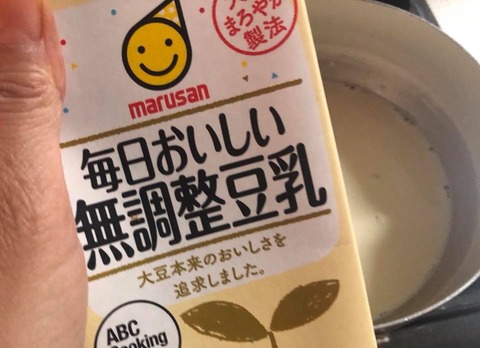 まろやか
製法
marusan
毎日おいしい
無調整豆乳
大豆本来のおいしさを
追求しました。
ABC
Cooking